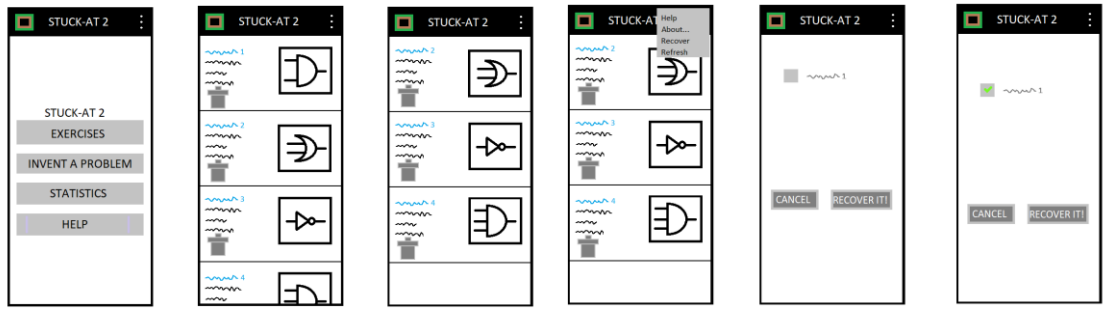 STUCK-AT 2
STUCK-AT 2
EXERCISES
INVENT A PROBLEM
STATISTICS
HELP
STUCK-AT 2
1
2
3
4
STUCK-AT 2
2
3
4
STUCK-AT
Help
About...
Recover
Refresh
2
3
4
STUCK-AT 2
1
CANCEL
RECOVER IT!
STUCK-AT 2
1
CANCEL
RECOVER IT!